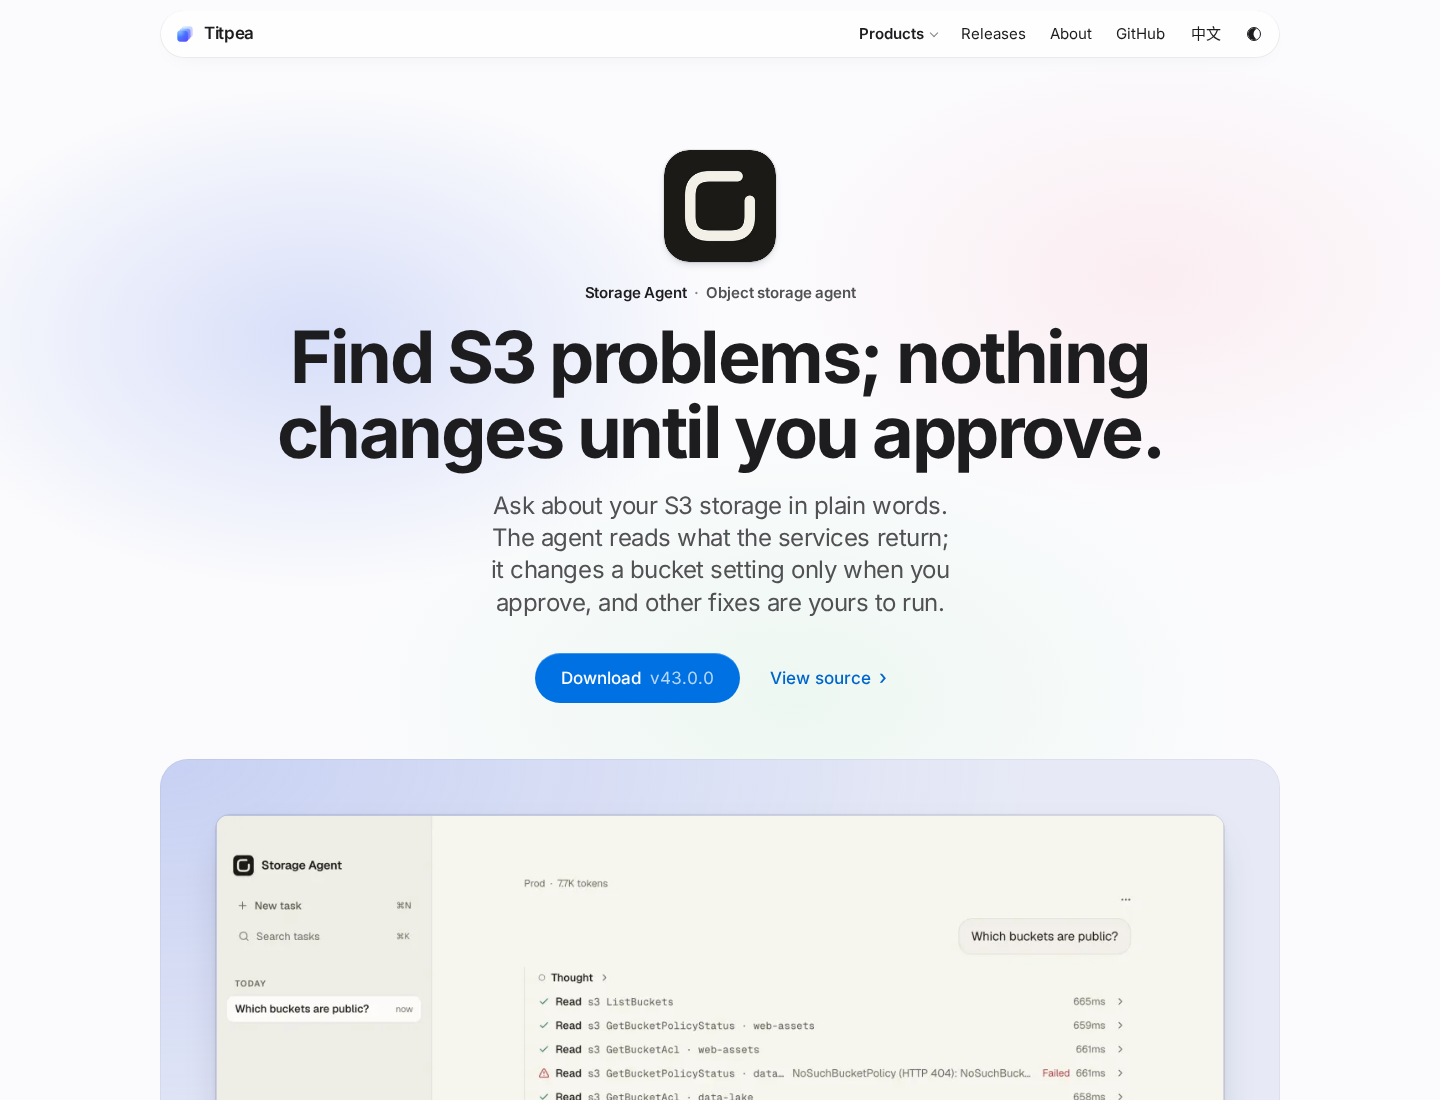 Titpea
Products
Releases
About
GitHub
中文
Storage Agent · Object storage agent
Find S3 problems; nothing
changes until you approve.
Ask about your S3 storage in plain words.
The agent reads what the services return;
it changes a bucket setting only when you
approve, and other fixes are yours to run.
Download v43.0.0
View source ›
Storage Agent
New task ⌘N
Search tasks ⌘K
TODAY
Which buckets are public? now
Prod · 7.7K tokens
···
Which buckets are public?
Thought
Read s3 ListBuckets 665ms
Read s3 GetBucketPolicyStatus · web-assets 659ms
Read s3 GetBucketAcl · web-assets 661ms
Read s3 GetBucketPolicyStatus · data… NoSuchBucketPolicy (HTTP 404): NoSuchBuck… Failed 661ms
Read s3 GetBucketAcl · data-lake 658ms